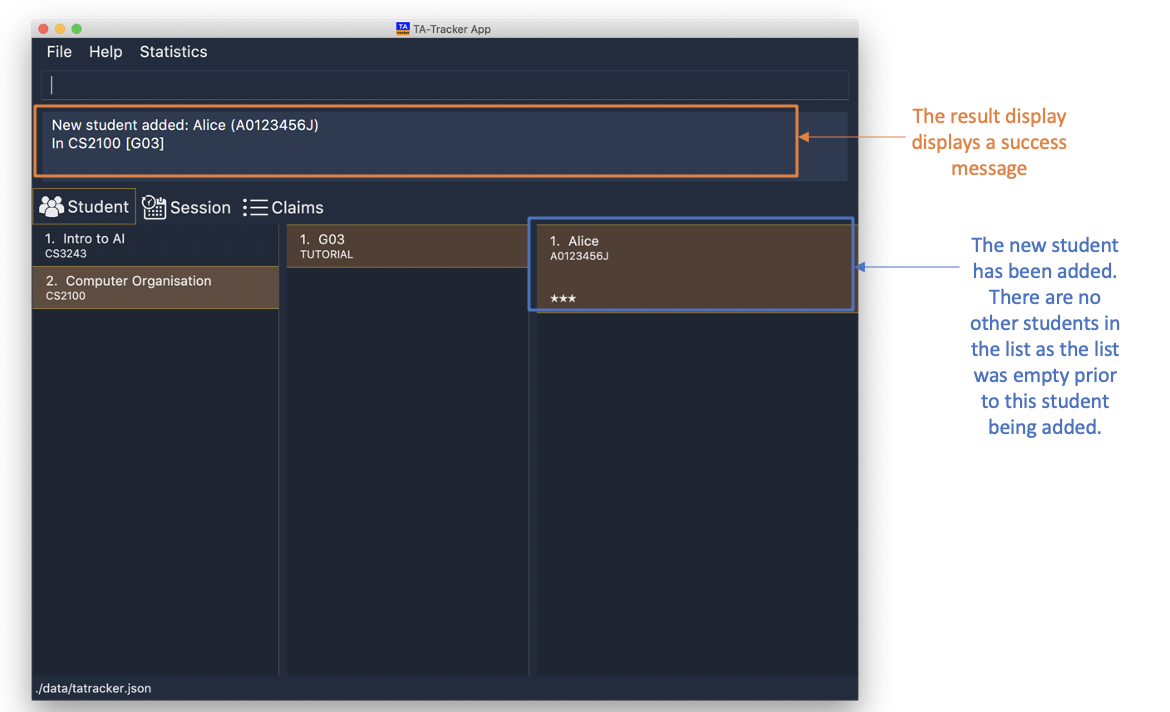 TA-Tracker App
File Help Statistics
New student added: Alice (A0123456J)
In CS2100 [G03]
The result display
displays a success
message
Student Session Claims
1. Intro to AI
CS3243
2. Computer Organisation
CS2100
1. G03
TUTORIAL
1. Alice
A0123456J
★★★
The new student
has been added.
There are no
other students in
the list as the list
was empty prior
to this student
being added.
./data/tatracker.json